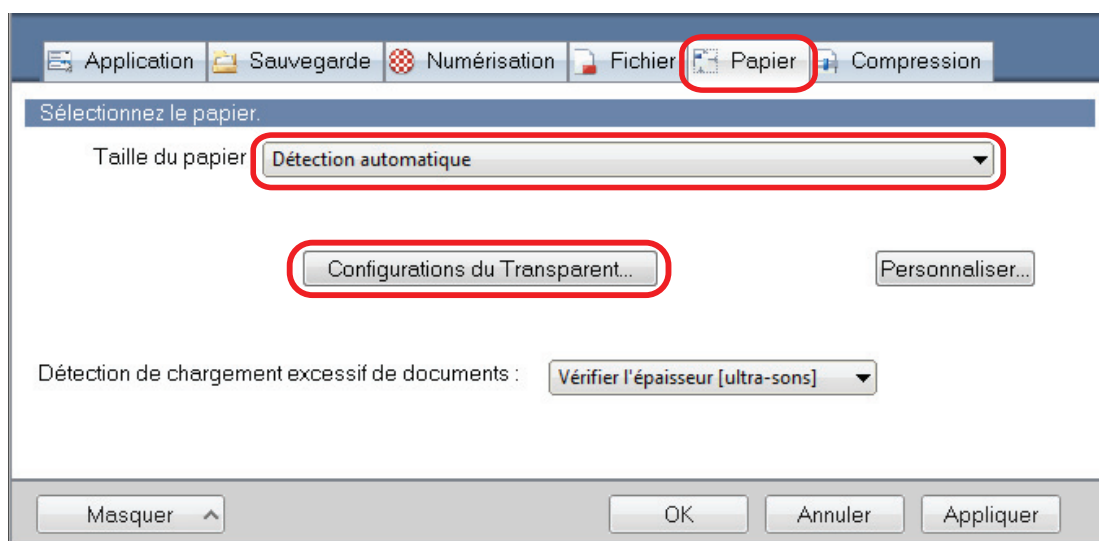 Application Sauvegarde Numérisation Fichier Papier Compression
Sélectionnez le papier.
Taille du papier Détection automatique
Configurations du Transparent... Personnaliser...
Détection de chargement excessif de documents : Vérifier l'épaisseur [ultra-sons]
Masquer OK Annuler Appliquer